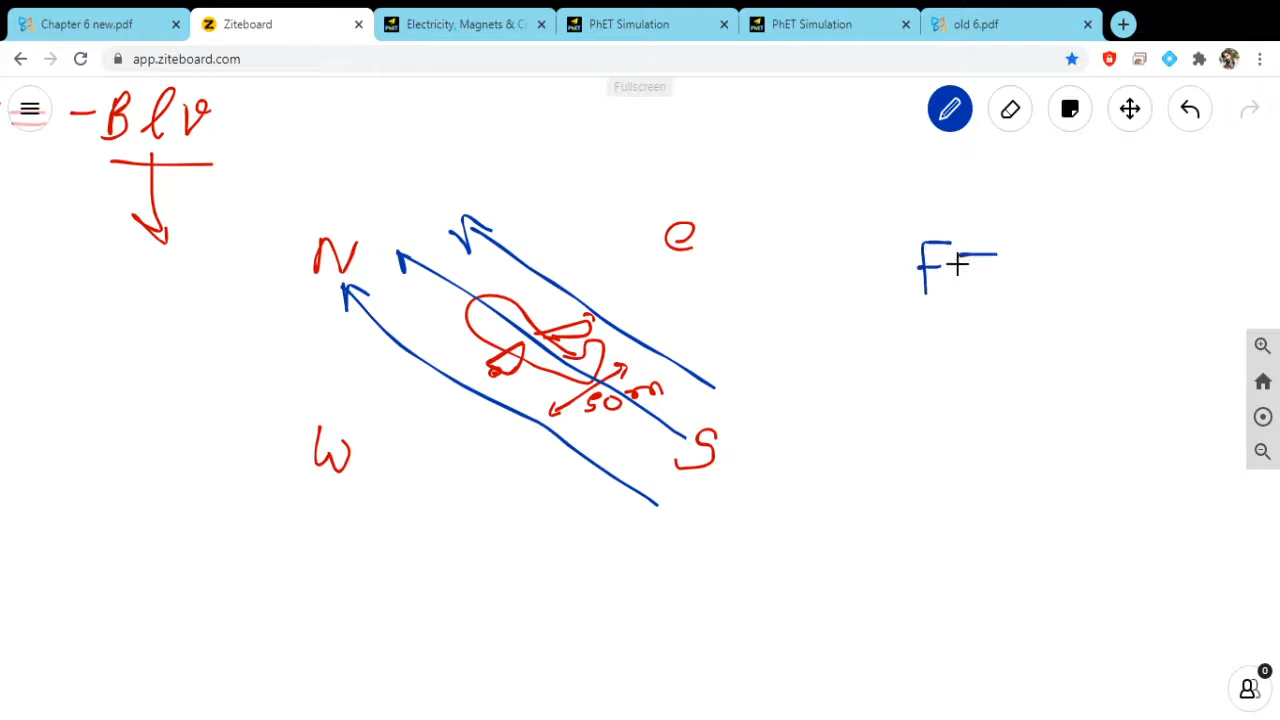 Chapter 6 new.pdf
Ziteboard
Electricity, Magnets & Ci
PhET Simulation
PhET Simulation
old 6.pdf
app.ziteboard.com
Fullscreen
-Blv
N
e
F
50 m
W
S
0